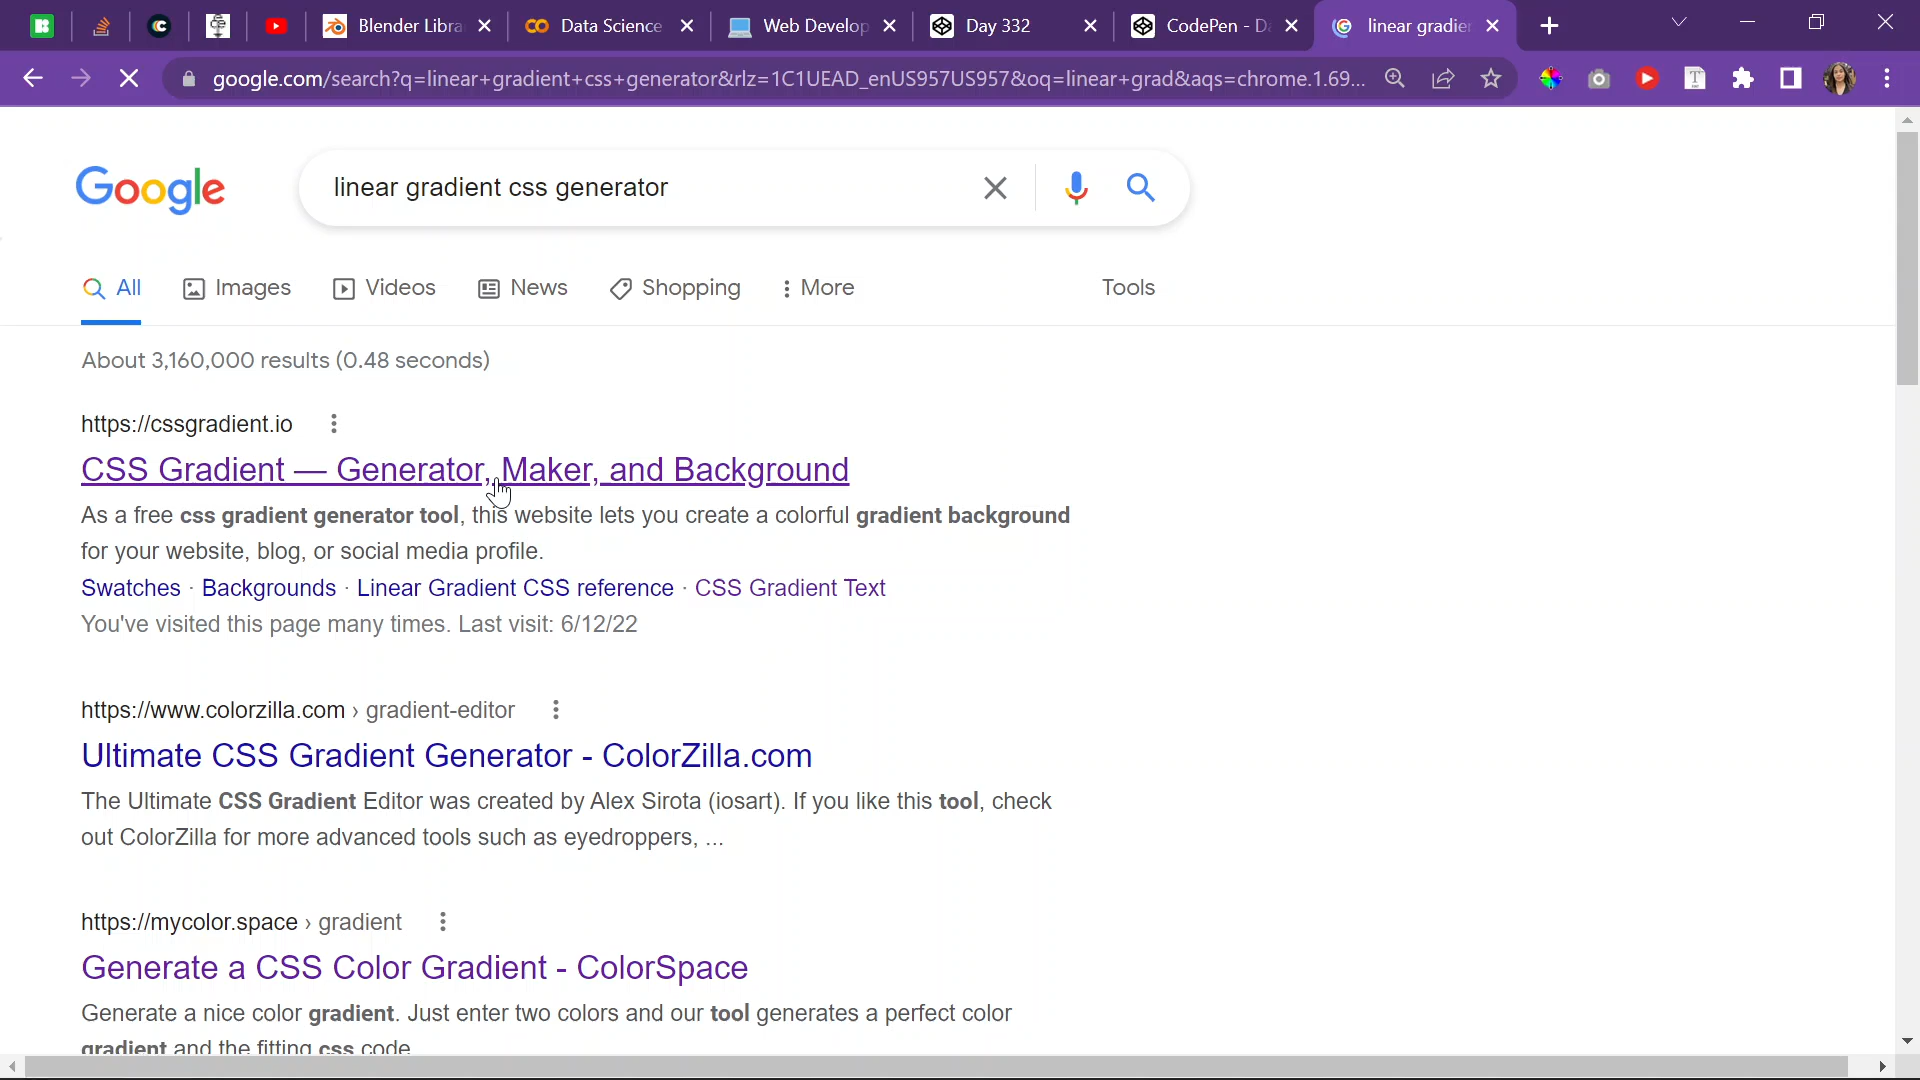 Blender Libra
Data Science
Web Develop
Day 332
CodePen - Da
linear gradie
google.com/search?q=linear+gradient+css+generator&rlz=1C1UEAD_enUS957US957&oq=linear+grad&aqs=chrome.1.69...
Google
linear gradient css generator
All
Images
Videos
News
Shopping
More
Tools
About 3,160,000 results (0.48 seconds)
https://cssgradient.io
CSS Gradient — Generator, Maker, and Background
As a free css gradient generator tool, this website lets you create a colorful gradient background
for your website, blog, or social media profile.
Swatches · Backgrounds · Linear Gradient CSS reference · CSS Gradient Text
You've visited this page many times. Last visit: 6/12/22
https://www.colorzilla.com › gradient-editor
Ultimate CSS Gradient Generator - ColorZilla.com
The Ultimate CSS Gradient Editor was created by Alex Sirota (iosart). If you like this tool, check
out ColorZilla for more advanced tools such as eyedroppers, ...
https://mycolor.space › gradient
Generate a CSS Color Gradient - ColorSpace
Generate a nice color gradient. Just enter two colors and our tool generates a perfect color
gradient and the fitting css code.